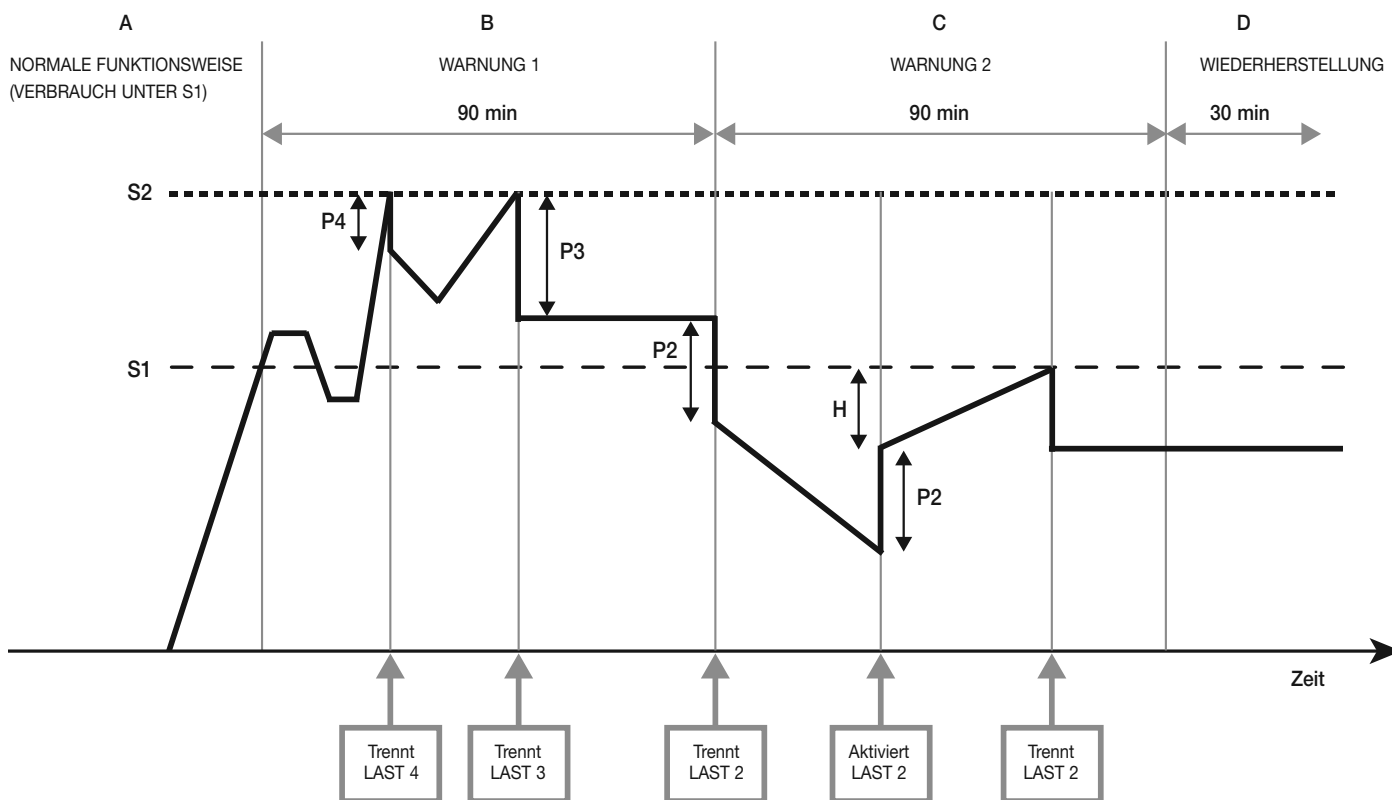 A
B
C
D
NORMALE FUNKTIONSWEISE
(VERBRAUCH UNTER S1)
WARNUNG 1
WARNUNG 2
WIEDERHERSTELLUNG
90 min
90 min
30 min
S2
P4
P3
P2
S1
H
P2
Zeit
Trennt
LAST 4
Trennt
LAST 3
Trennt
LAST 2
Aktiviert
LAST 2
Trennt
LAST 2